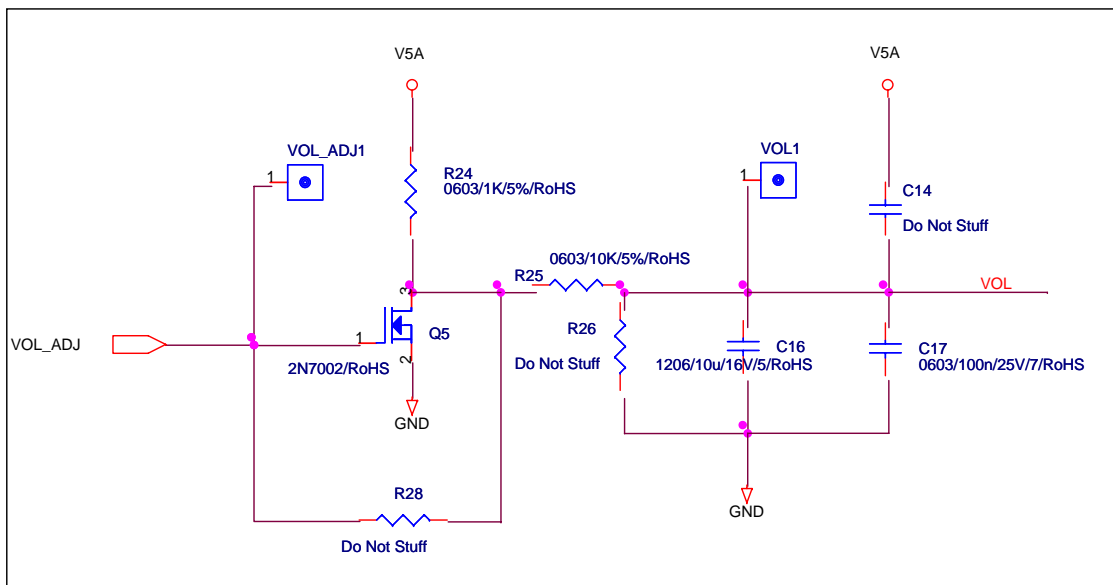 V5A
V5A
VOL_ADJ1
1
R24
0603/1K/5%/RoHS
VOL1
1
C14
Do Not Stuff
0603/10K/5%/RoHS
R25
3
VOL
Q5
1
2
2N7002/RoHS
VOL_ADJ
R26
Do Not Stuff
C16
1206/10u/16V/5/RoHS
C17
0603/100n/25V/7/RoHS
GND
R28
Do Not Stuff
GND